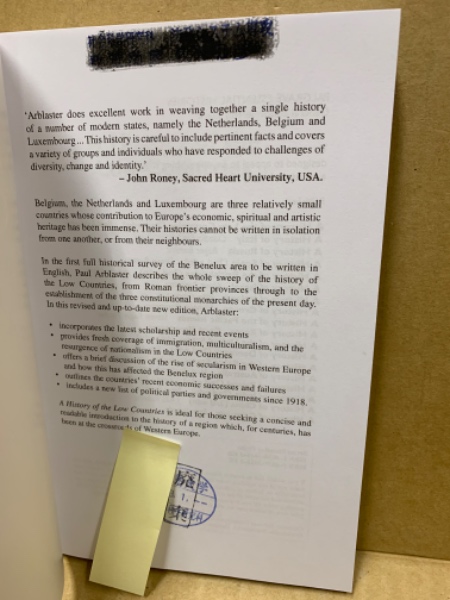 'Arblaster does excellent work in weaving together a single history
of a number of modern states, namely the Netherlands, Belgium and
Luxembourg ... This history is careful to include pertinent facts and covers
a variety of groups and individuals who have responded to challenges of
diversity, change and identity.'
– John Roney, Sacred Heart University, USA.
Belgium, the Netherlands and Luxembourg are three relatively small
countries whose contribution to Europe's economic, spiritual and artistic
heritage has been immense. Their histories cannot be written in isolation
from one another, or from their neighbours.
In the first full historical survey of the Benelux area to be written in
English, Paul Arblaster describes the whole sweep of the history of
the Low Countries, from Roman frontier provinces through to the
establishment of the three constitutional monarchies of the present day.
In this revised and up-to-date new edition, Arblaster:
• incorporates the latest scholarship and recent events
• provides fresh coverage of immigration, multiculturalism, and the
resurgence of nationalism in the Low Countries
• offers a brief discussion of the rise of secularism in Western Europe
and how this has affected the Benelux region
• outlines the countries' recent economic successes and failures
• includes a new list of political parties and governments since 1918.
A History of the Low Countries is ideal for those seeking a concise and
readable introduction to the history of a region which, for centuries, has
been at the crossroads of Western Europe.